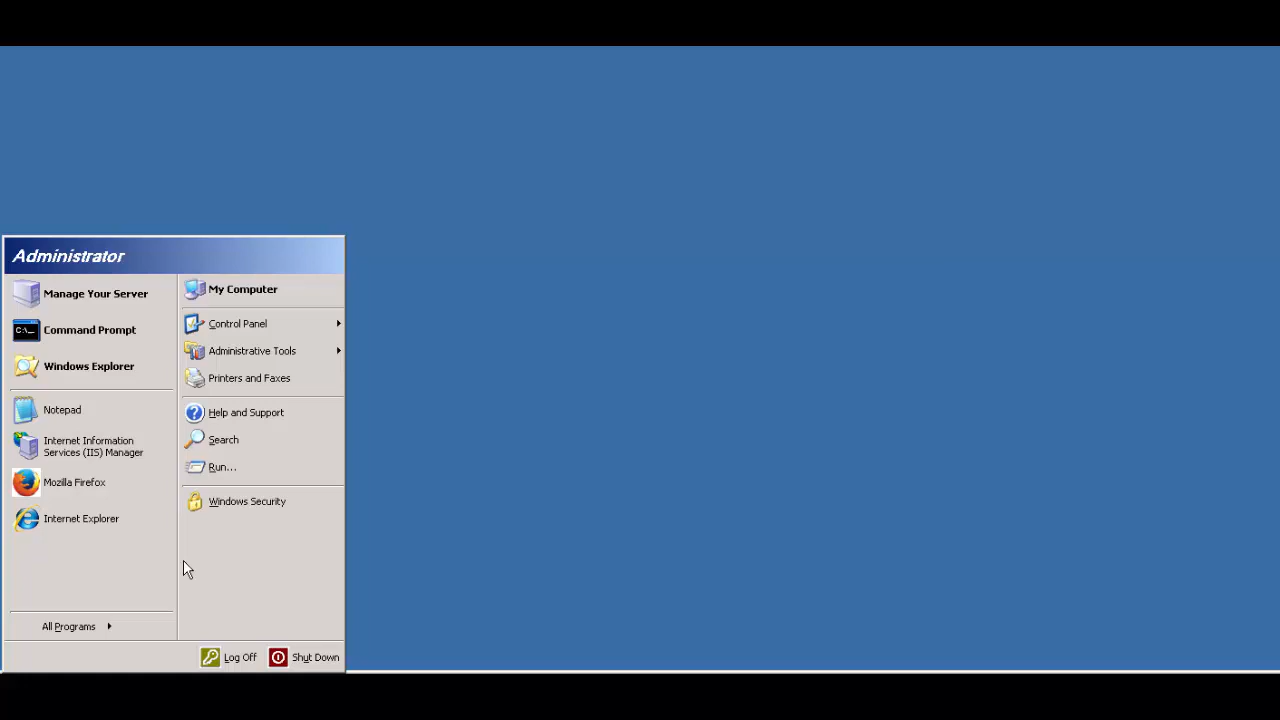 Administrator
Manage Your Server
Command Prompt
Windows Explorer
Notepad
Internet Information
Services (IIS) Manager
Mozilla Firefox
Internet Explorer
All Programs
My Computer
Control Panel
Administrative Tools
Printers and Faxes
Help and Support
Search
Run...
Windows Security
Log Off
Shut Down